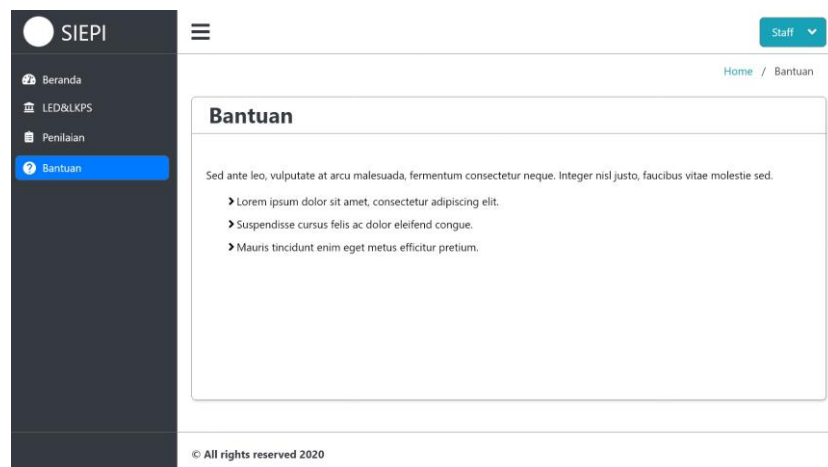 SIEPI
Staff
Home / Bantuan
Beranda
LED&LKPS
Penilaian
Bantuan
Bantuan
Sed ante leo, vulputate at arcu malesuada, fermentum consectetur neque. Integer nisl justo, faucibus vitae molestie sed.
Lorem ipsum dolor sit amet, consectetur adipiscing elit.
Suspendisse cursus felis ac dolor eleifend congue.
Mauris tincidunt enim eget metus efficitur pretium.
© All rights reserved 2020